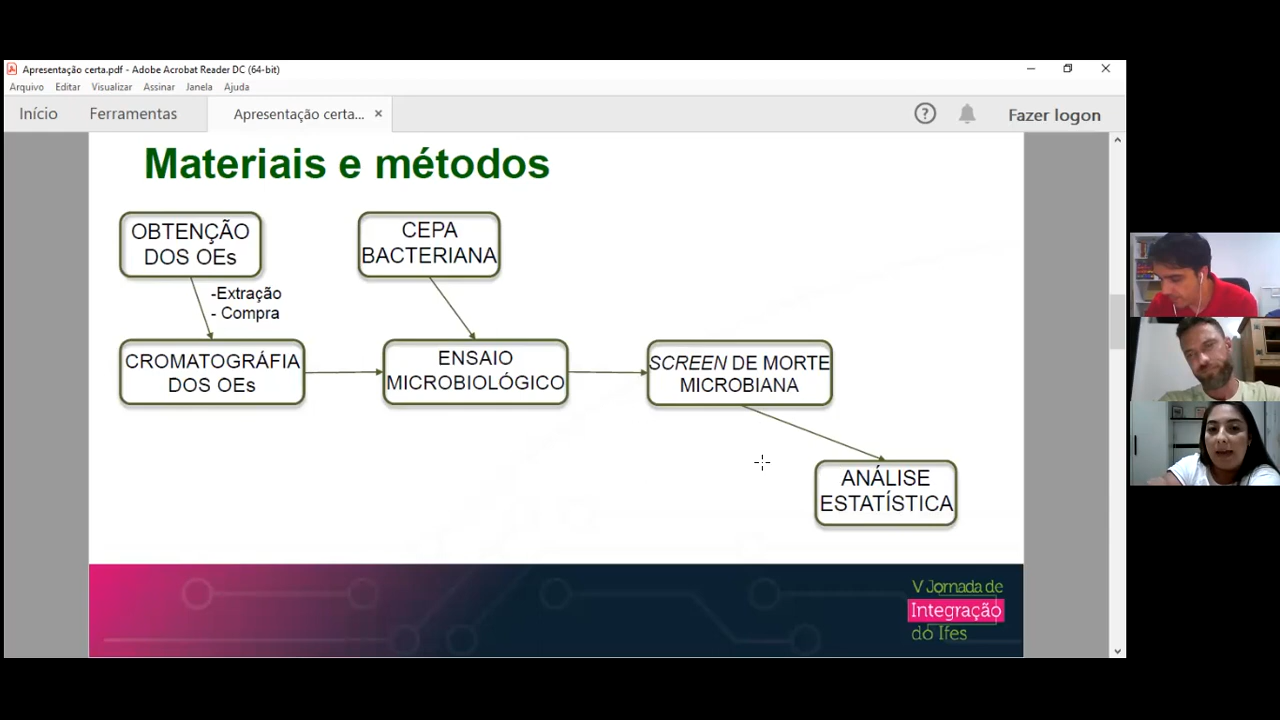 Apresentação certa.pdf - Adobe Acrobat Reader DC (64-bit)
Arquivo Editar Visualizar Assinar Janela Ajuda
Início Ferramentas Apresentação certa... × ? Fazer logon
Materiais e métodos
OBTENÇÃO
DOS OEs
CEPA
BACTERIANA
-Extração
- Compra
CROMATOGRÁFIA
DOS OEs
ENSAIO
MICROBIOLÓGICO
SCREEN DE MORTE
MICROBIANA
ANÁLISE
ESTATÍSTICA
V Jornada de
Integração
do Ifes